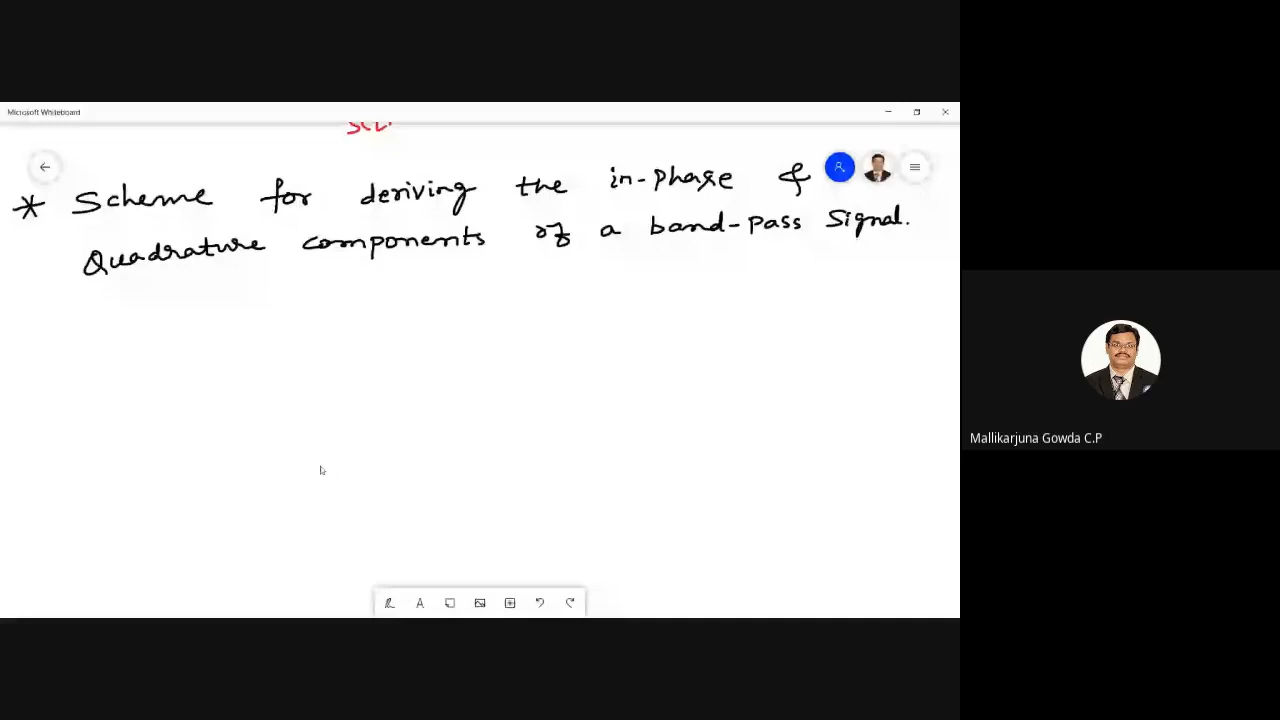 Microsoft Whiteboard
* Scheme for deriving the in-phase &
Quadrature components of a band-pass Signal.
A
Mallikarjuna Gowda C.P